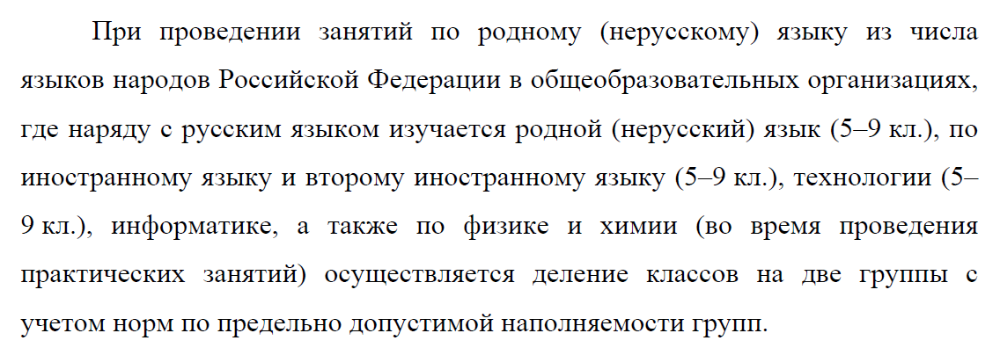 При проведении занятий по родному (нерусскому) языку из числа
языков народов Российской Федерации в общеобразовательных организациях,
где наряду с русским языком изучается родной (нерусский) язык (5–9 кл.), по
иностранному языку и второму иностранному языку (5–9 кл.), технологии (5–
9 кл.), информатике, а также по физике и химии (во время проведения
практических занятий) осуществляется деление классов на две группы с
учетом норм по предельно допустимой наполняемости групп.